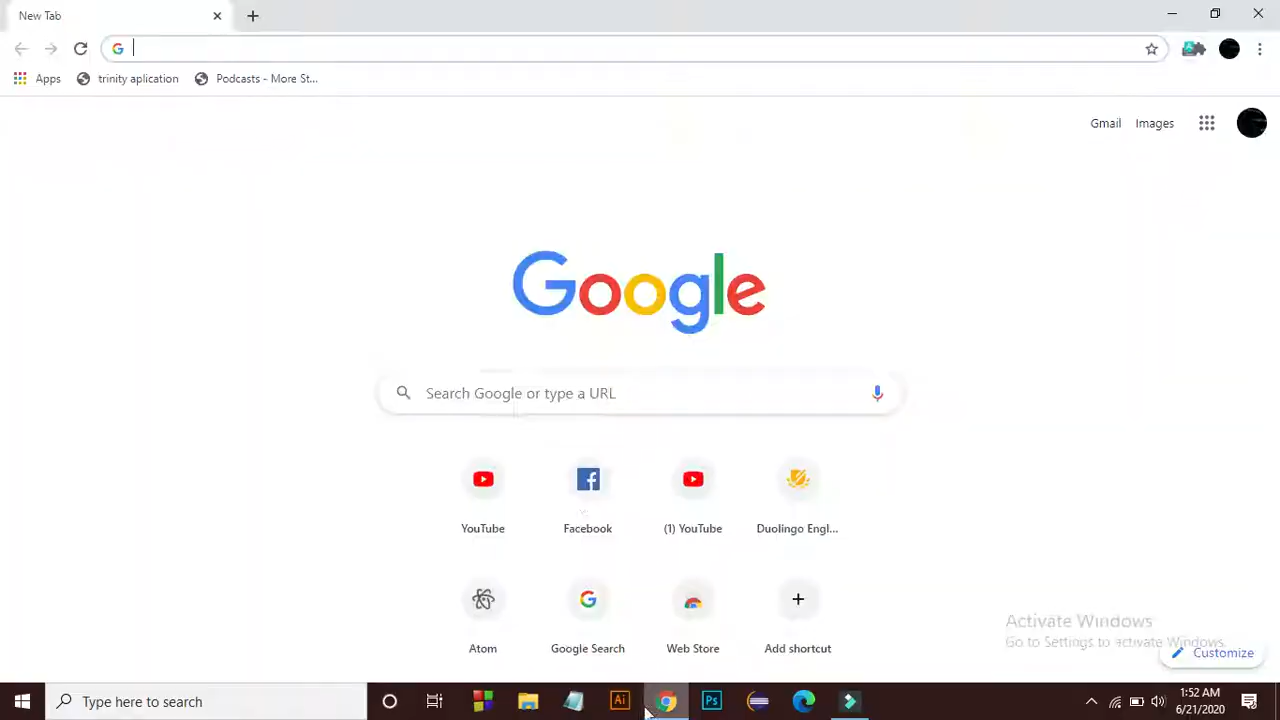 New Tab
Apps
trinity aplication
Podcasts - More St...
Gmail
Images
Google
Search Google or type a URL
YouTube
Facebook
(1) YouTube
Duolingo Engl...
Atom
Google Search
Web Store
Add shortcut
Activate Windows
Go to Settings to activate Windows.
Customize
Type here to search
Ai
Ps
1:52 AM
6/21/2020